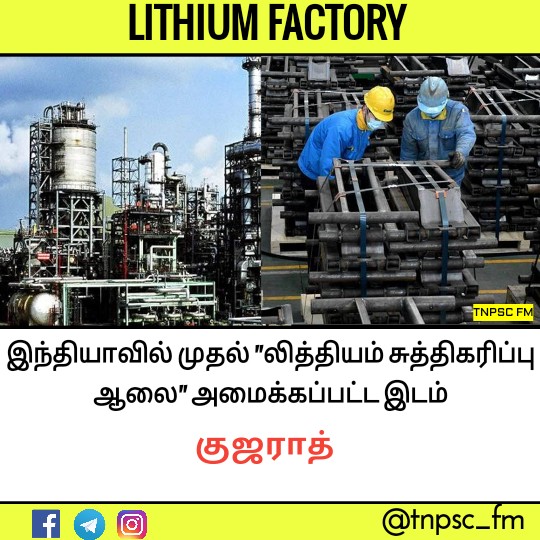 LITHIUM FACTORY
TNPSC FM
இந்தியாவில் முதல் "லித்தியம் சுத்திகரிப்பு
ஆலை" அமைக்கப்பட்ட இடம்
குஜராத்
@tnpsc_fm